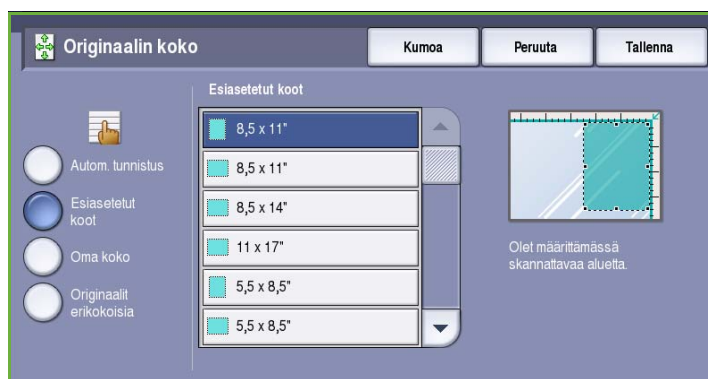 Originaalin koko
Kumoa
Peruuta
Tallenna
Esiasetetut koot
Autom. tunnistus
Esiasetetut
koot
Oma koko
Originaalit
erikokoisia
8,5 x 11"
8,5 x 11"
8,5 x 14"
11 x 17"
5,5 x 8,5"
5,5 x 8,5"
Olet määrittämässä
skannattavaa aluetta.